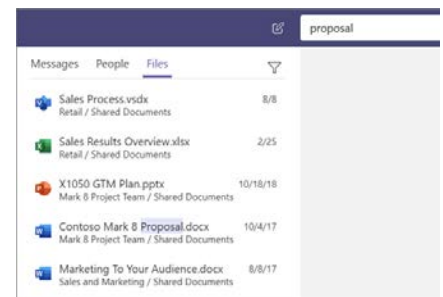 proposal
Messages People Files
Sales Process.vsdx 8/8
Retail / Shared Documents
Sales Results Overview.xlsx 2/25
Retail / Shared Documents
X1050 GTM Plan.pptx 10/18/18
Mark 8 Project Team / Shared Documents
Contoso Mark 8 Proposal.docx 10/4/17
Mark 8 Project Team / Shared Documents
Marketing To Your Audience.docx 8/8/17
Sales and Marketing / Shared Documents